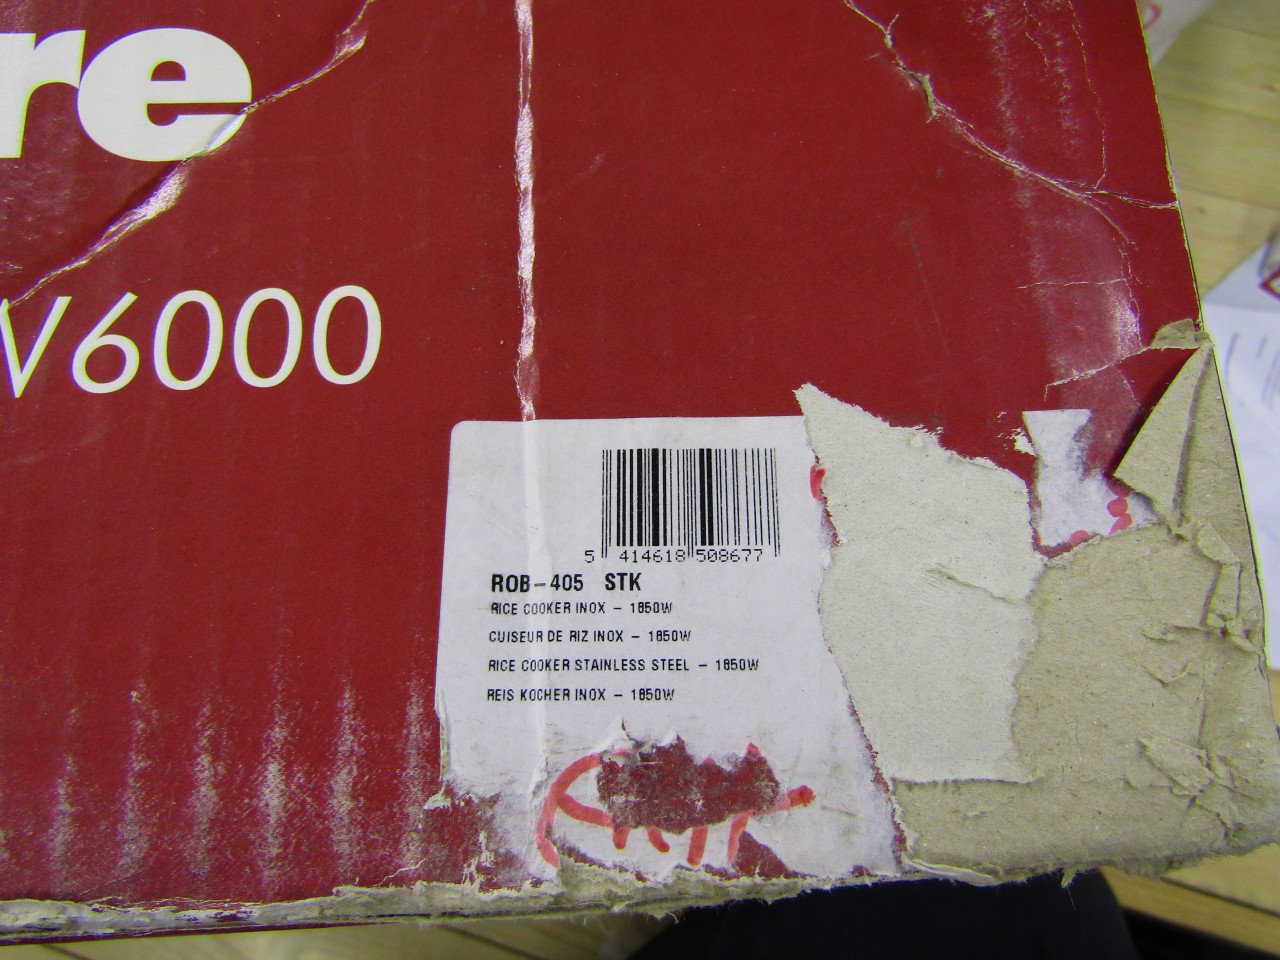 re
V6000
5 414618 508677
ROB-405 STK
RICE COOKER INOX - 1850W
CUISEUR DE RIZ INOX - 1850W
RICE COOKER STAINLESS STEEL - 1850W
REIS KOCHER INOX - 1850W